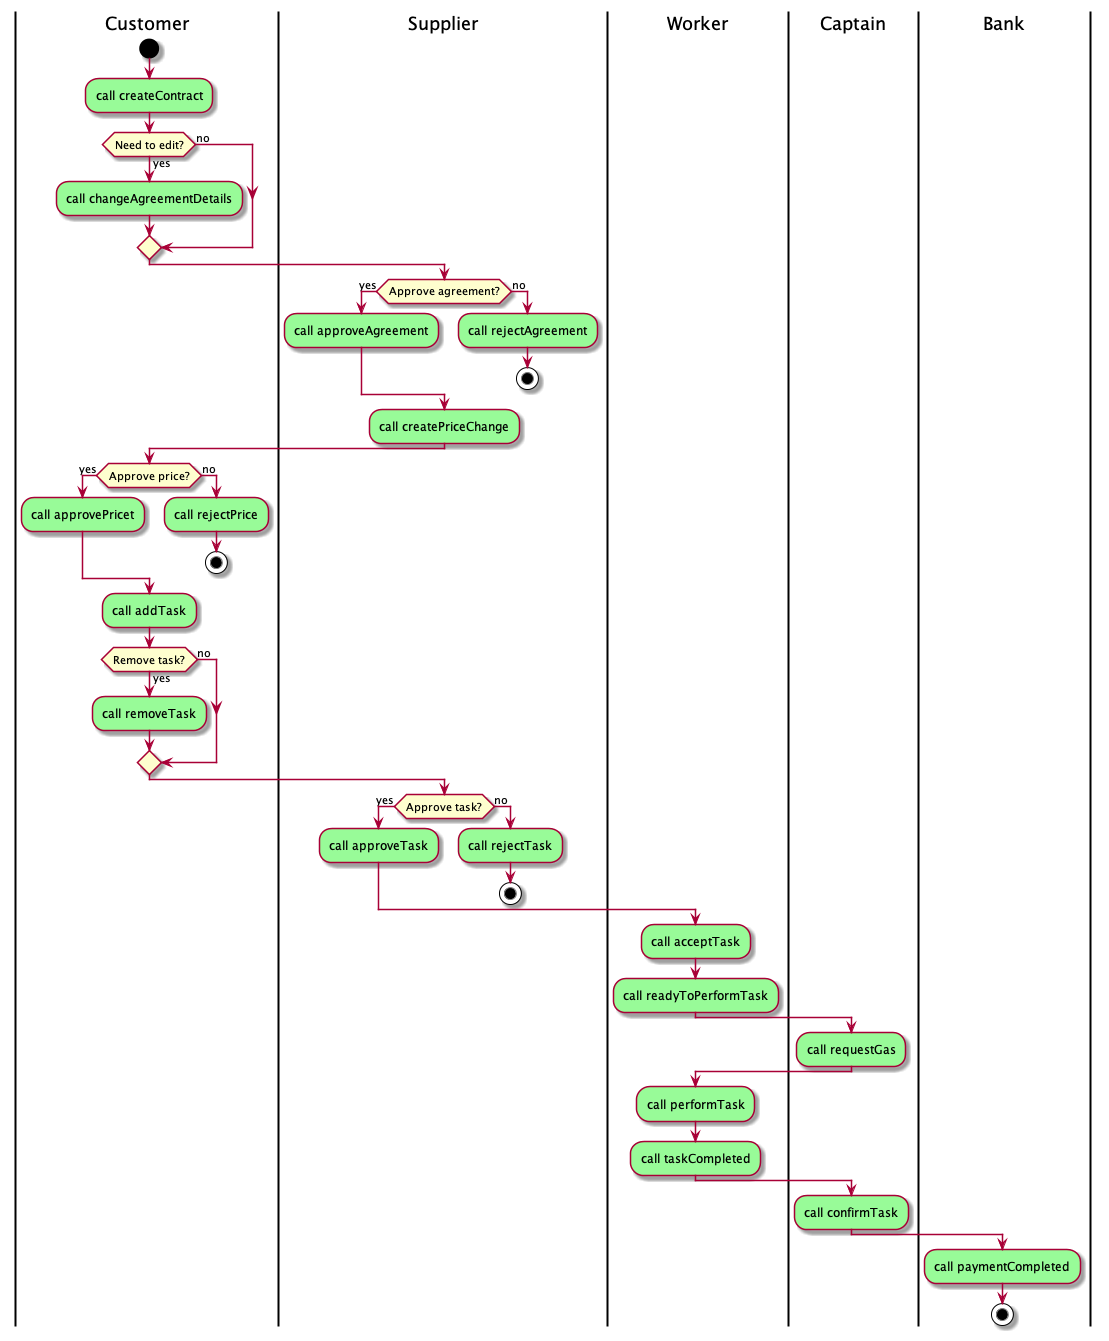 Customer
Supplier
Worker
Captain
Bank
call createContract
Need to edit?
no
yes
call changeAgreementDetails
yes
Approve agreement?
no
call approveAgreement
call rejectAgreement
call createPriceChange
yes
Approve price?
no
call approvePricet
call rejectPrice
call addTask
Remove task?
no
yes
call removeTask
yes
Approve task?
no
call approveTask
call rejectTask
call acceptTask
call readyToPerformTask
call requestGas
call performTask
call taskCompleted
call confirmTask
call paymentCompleted